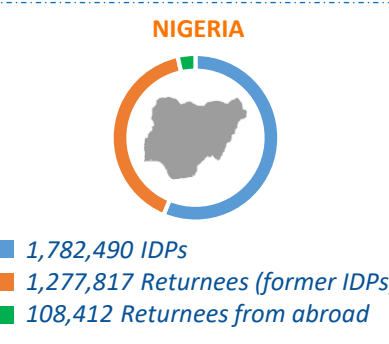 NIGERIA
1,782,490 IDPs
1,277,817 Returnees (former IDPs
108,412 Returnees from abroad